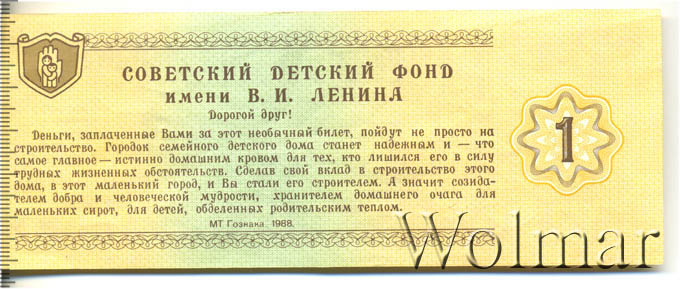 СОВЕТСКИЙ ДЕТСКИЙ ФОНД
ИМЕНИ В. И. ЛЕНИНА
Дорогой друг!
Деньги, заплаченные Вами за этот необычный билет, пойдут не просто на
строительство. Городок семейного детского дома станет надежным и — что
самое главное — истинно домашним кровом для тех, кто лишился его в силу
трудных жизненных обстоятельств. Сделав свой вклад в строительство этого
дома, в этот маленький город, и Вы стали его строителем. А значит созида-
телем добра и человеческой мудрости, хранителем домашнего очага для
маленьких сирот, для детей, обделенных родительским теплом.
МТ Гознака. 1988.
1
Wolmar